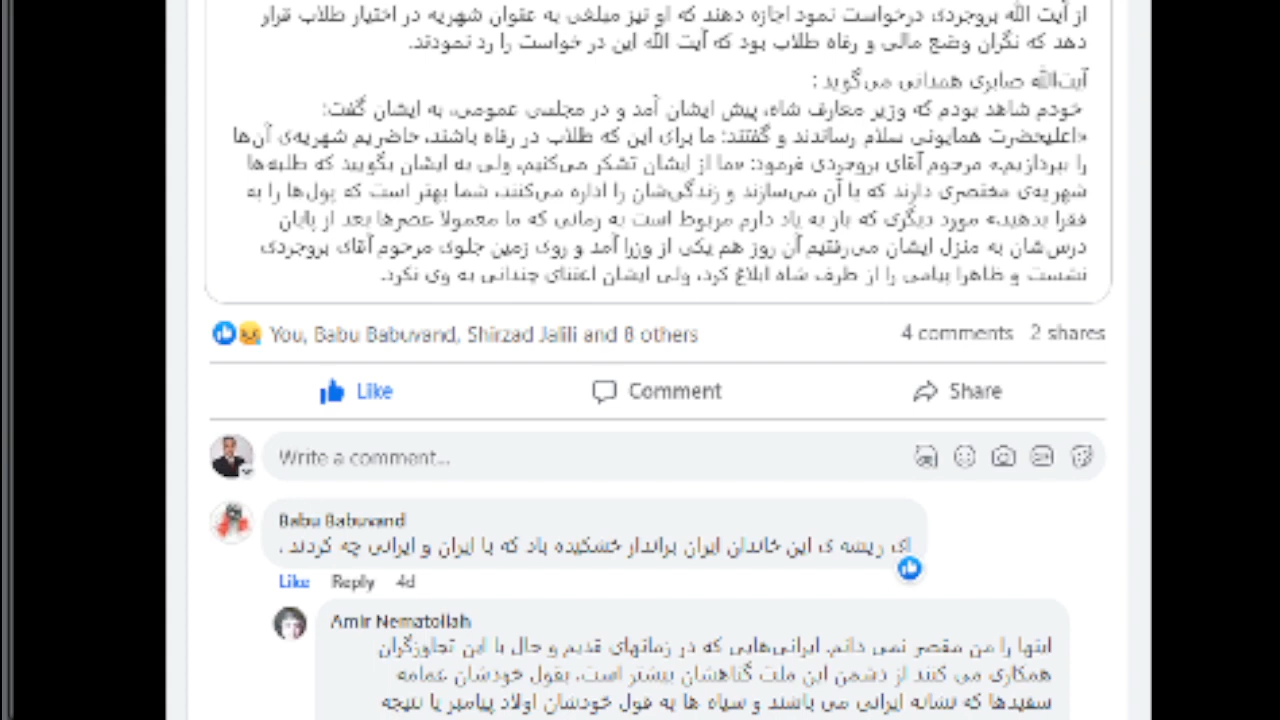 از آیت الله بروجردی درخواست نمود اجازه دهند که او نیز مبلغی به عنوان شهریه در اختیار طلاب قرار
دهد که نگران وضع مالی و رفاه طلاب بود که آیت الله این در خواست را رد نمودند.
آیت‌الله صابری همدانی می‌گوید :
خودم شاهد بودم که وزیر معارف شاه، پیش ایشان آمد و در مجلسی عمومی، به ایشان گفت:
«اعلیحضرت همایونی سلام رساندند و گفتند: ما برای این که طلاب در رفاه باشند، حاضریم شهریه‌ی آن‌ها
را بپردازیم.» مرحوم آقای بروجردی فرمود: «ما از ایشان تشکر می‌کنیم، ولی به ایشان بگویید که طلبه‌ها
شهریه‌ی مختصری دارند که با آن می‌سازند و زندگی‌شان را اداره می‌کنند، شما بهتر است که پول‌ها را به
فقرا بدهید.» مورد دیگری که باز به یاد دارم مربوط است به زمانی که ما معمولا عصرها بعد از پایان
درس‌شان به منزل ایشان می‌رفتیم آن روز هم یکی از وزرا آمد و روی زمین جلوی مرحوم آقای بروجردی
نشست و ظاهرا پیامی را از طرف شاه ابلاغ کرد، ولی ایشان اعتنای چندانی به وی نکرد.
You, Babu Babuvand, Shirzad Jalili and 8 others 4 comments 2 shares
Like Comment Share
Write a comment...
Babu Babuvand
ای ریشه ی این خاندان ایران برانداز خشکیده باد که با ایران و ایرانی چه کردند .
Like Reply 4d
Amir Nematollah
اینها را من مقصر نمی دانم. ایرانی‌هایی که در زمانهای قدیم و حال با این تجاوزگران
همکاری می کنند از دشمن این ملت گناهشان بیشتر است. بقول خودشان عمامه
سفیدها که نشانه ایرانی می باشند و سیاه ها به قول خودشان اولاد پیامبر یا نتیجه